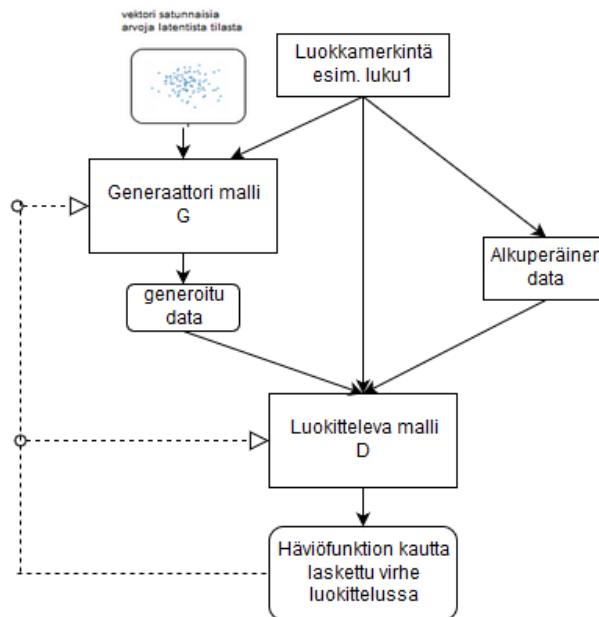 vektori satunnaisia
arvoja latentista tilasta
Luokkamerkintä
esim. luku1
Generaattori malli
G
Alkuperäinen
data
generoitu
data
Luokitteleva malli
D
Häviöfunktion kautta
laskettu virhe
luokittelussa